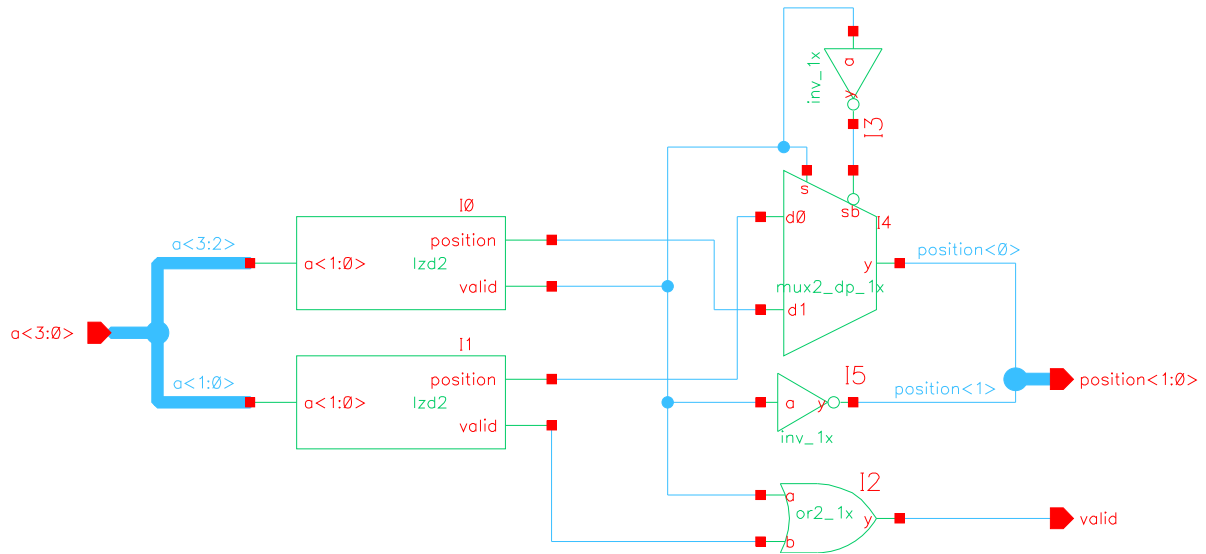 inv_1x
a
y
I3
s
sb
I0
I4
a<3:2>
position
d0
position<0>
a<1:0>
lzd2
y
valid
mux2_dp_1x
d1
a<3:0>
I1
a<1:0>
position
I5
position<1:0>
a<1:0>
lzd2
a
y
position<1>
valid
inv_1x
I2
a
or2_1x
y
valid
b